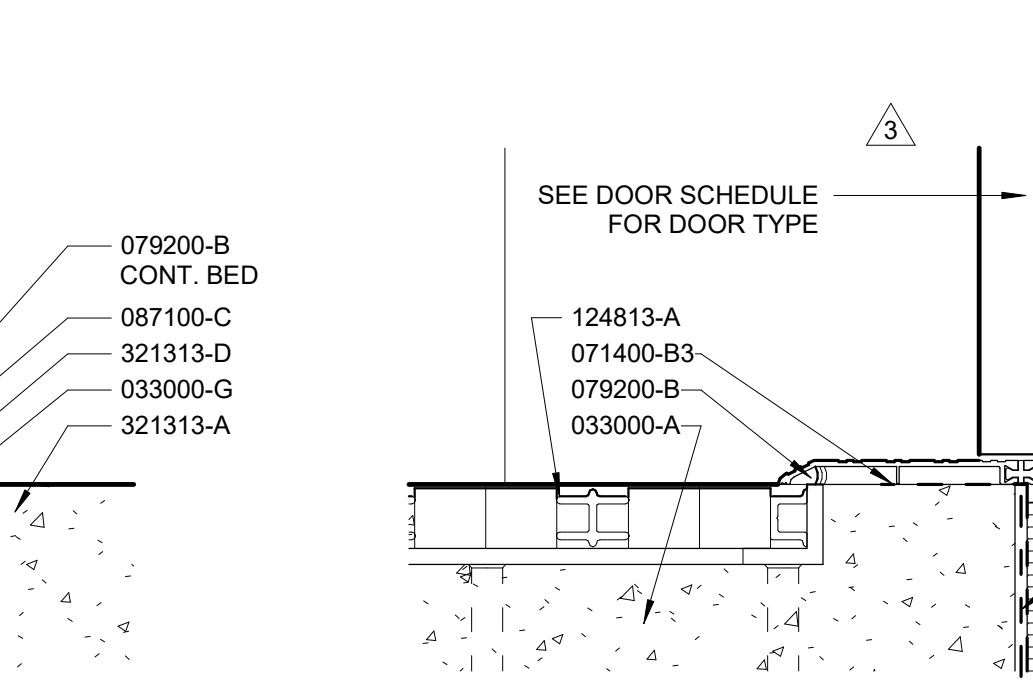 3
SEE DOOR SCHEDULE
FOR DOOR TYPE
079200-B
CONT. BED
087100-C
321313-D
033000-G
321313-A
124813-A
071400-B3
079200-B
033000-A